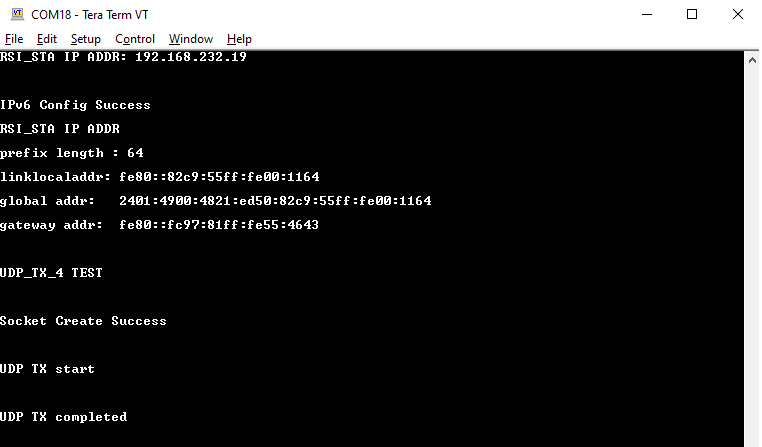 COM18 - Tera Term VT
File Edit Setup Control Window Help
RSI_STA IP ADDR: 192.168.232.19
IPv6 Config Success
RSI_STA IP ADDR
prefix length : 64
linklocaladdr: fe80::82c9:55ff:fe00:1164
global addr:   2401:4900:4821:ed50:82c9:55ff:fe00:1164
gateway addr:  fe80::fc97:81ff:fe55:4643
UDP_TX_4 TEST
Socket Create Success
UDP TX start
UDP TX completed